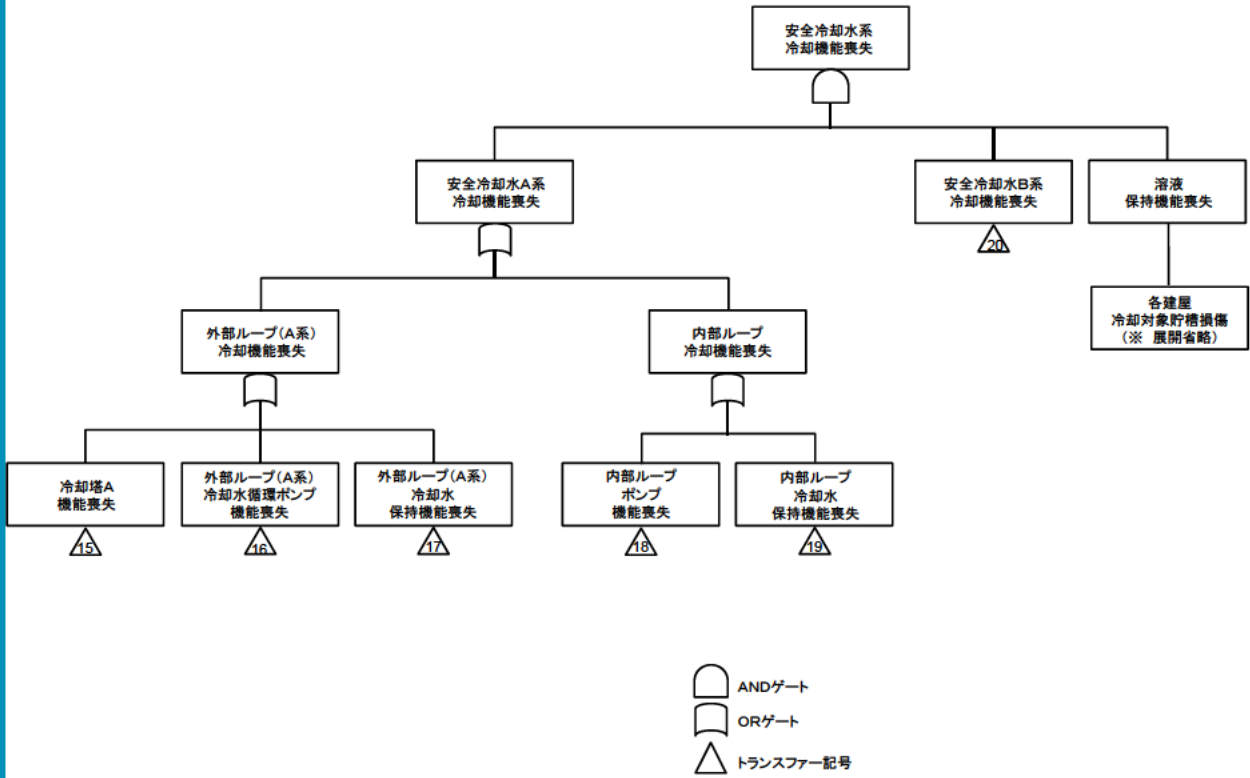 安全冷却水系
冷却機能喪失
安全冷却水A系
冷却機能喪失
安全冷却水B系
冷却機能喪失
溶液
保持機能喪失
20
各建屋
冷却対象貯槽損傷
(※ 展開省略)
外部ループ(A系)
冷却機能喪失
内部ループ
冷却機能喪失
冷却塔A
機能喪失
外部ループ(A系)
冷却水循環ポンプ
機能喪失
外部ループ(A系)
冷却水
保持機能喪失
内部ループ
ポンプ
機能喪失
内部ループ
冷却水
保持機能喪失
15
16
17
18
19
ANDゲート
ORゲート
トランスファー記号